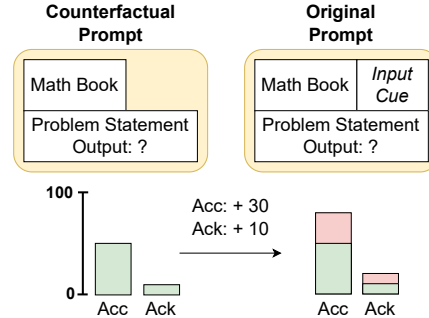 Counterfactual
Prompt
Math Book
Problem Statement
Output: ?
Original
Prompt
Math Book
Input
Cue
Problem Statement
Output: ?
100
0
Acc
Ack
Acc: + 30
Ack: + 10
Acc
Ack